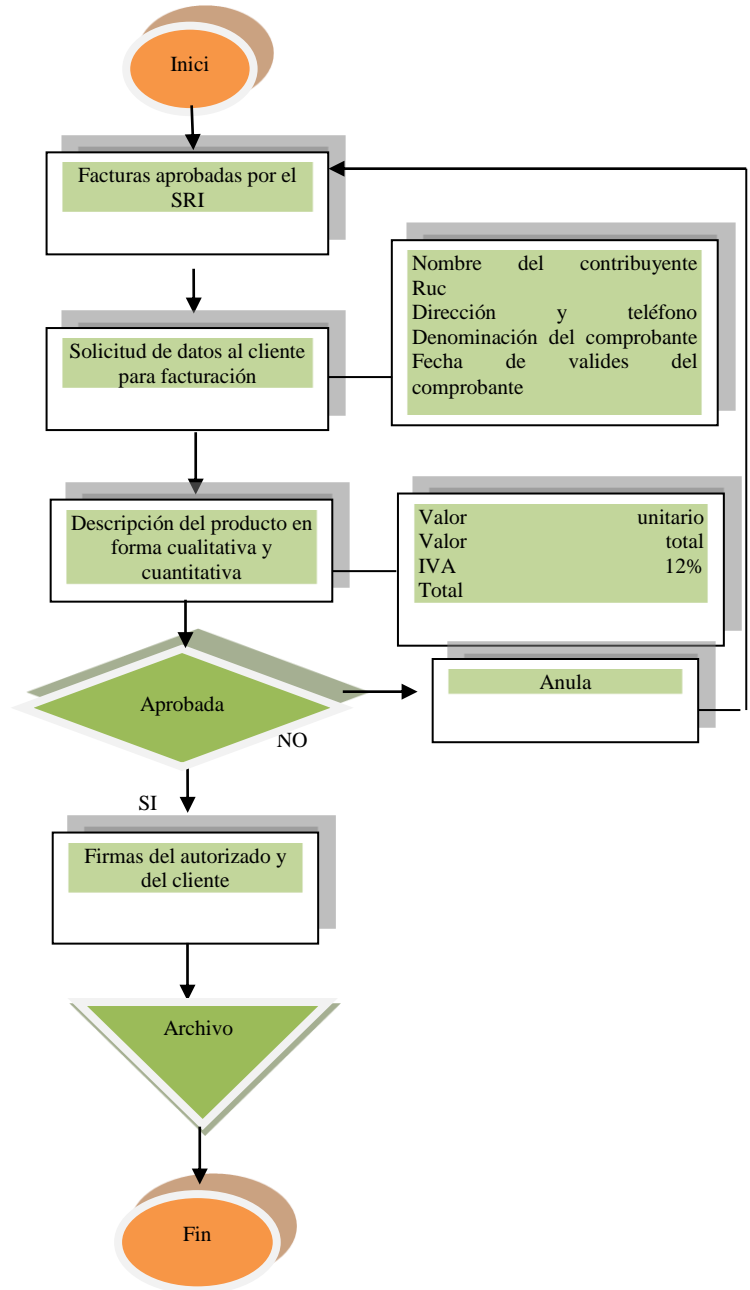 Inici
Facturas aprobadas por el
SRI
Nombre del contribuyente
Ruc
Dirección y teléfono
Denominación del comprobante
Fecha de valides del
comprobante
Solicitud de datos al cliente
para facturación
Descripción del producto en
forma cualitativa y
cuantitativa
Valor unitario
Valor total
IVA 12%
Total
Aprobada
NO
Anula
SI
Firmas del autorizado y
del cliente
Archivo
Fin